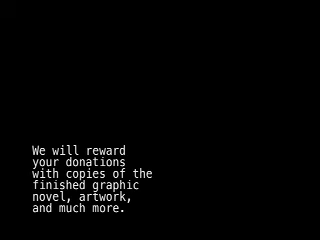 We will reward
your donations
with copies of the
finished graphic
novel, artwork,
and much more.